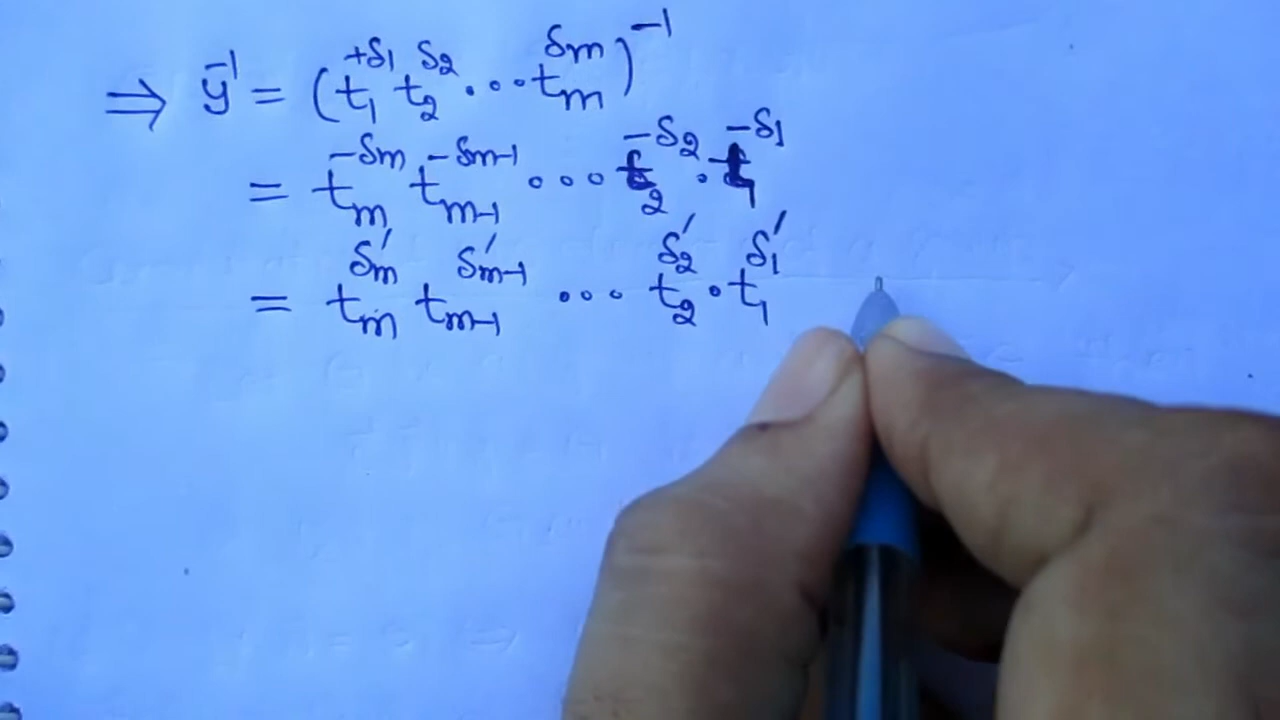 ⇒ y⁻¹ = (t₁^{+δ₁} t₂^{δ₂} ... t_m^{δ_m})⁻¹
= t_m^{-δ_m} t_{m-1}^{-δ_{m-1}} ... t₂^{-δ₂} . t₁^{-δ₁}
= t_m^{δ'_m} t_{m-1}^{δ'_{m-1}} ... t₂^{δ'₂} . t₁^{δ'₁}